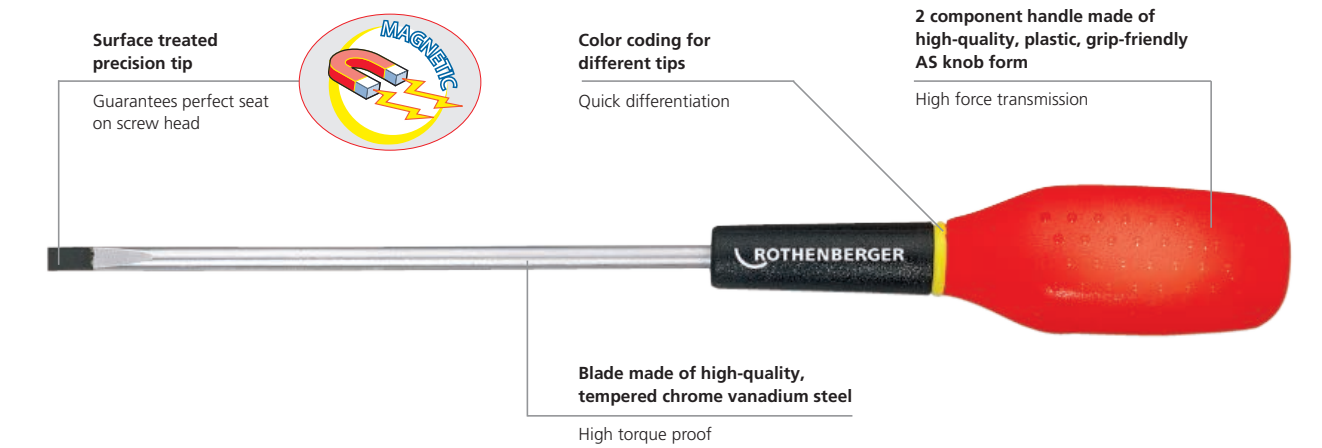 Surface treated
precision tip
Guarantees perfect seat
on screw head
MAGNETIC
Color coding for
different tips
Quick differentiation
2 component handle made of
high-quality, plastic, grip-friendly
AS knob form
High force transmission
ROTHENBERGER
Blade made of high-quality,
tempered chrome vanadium steel
High torque proof